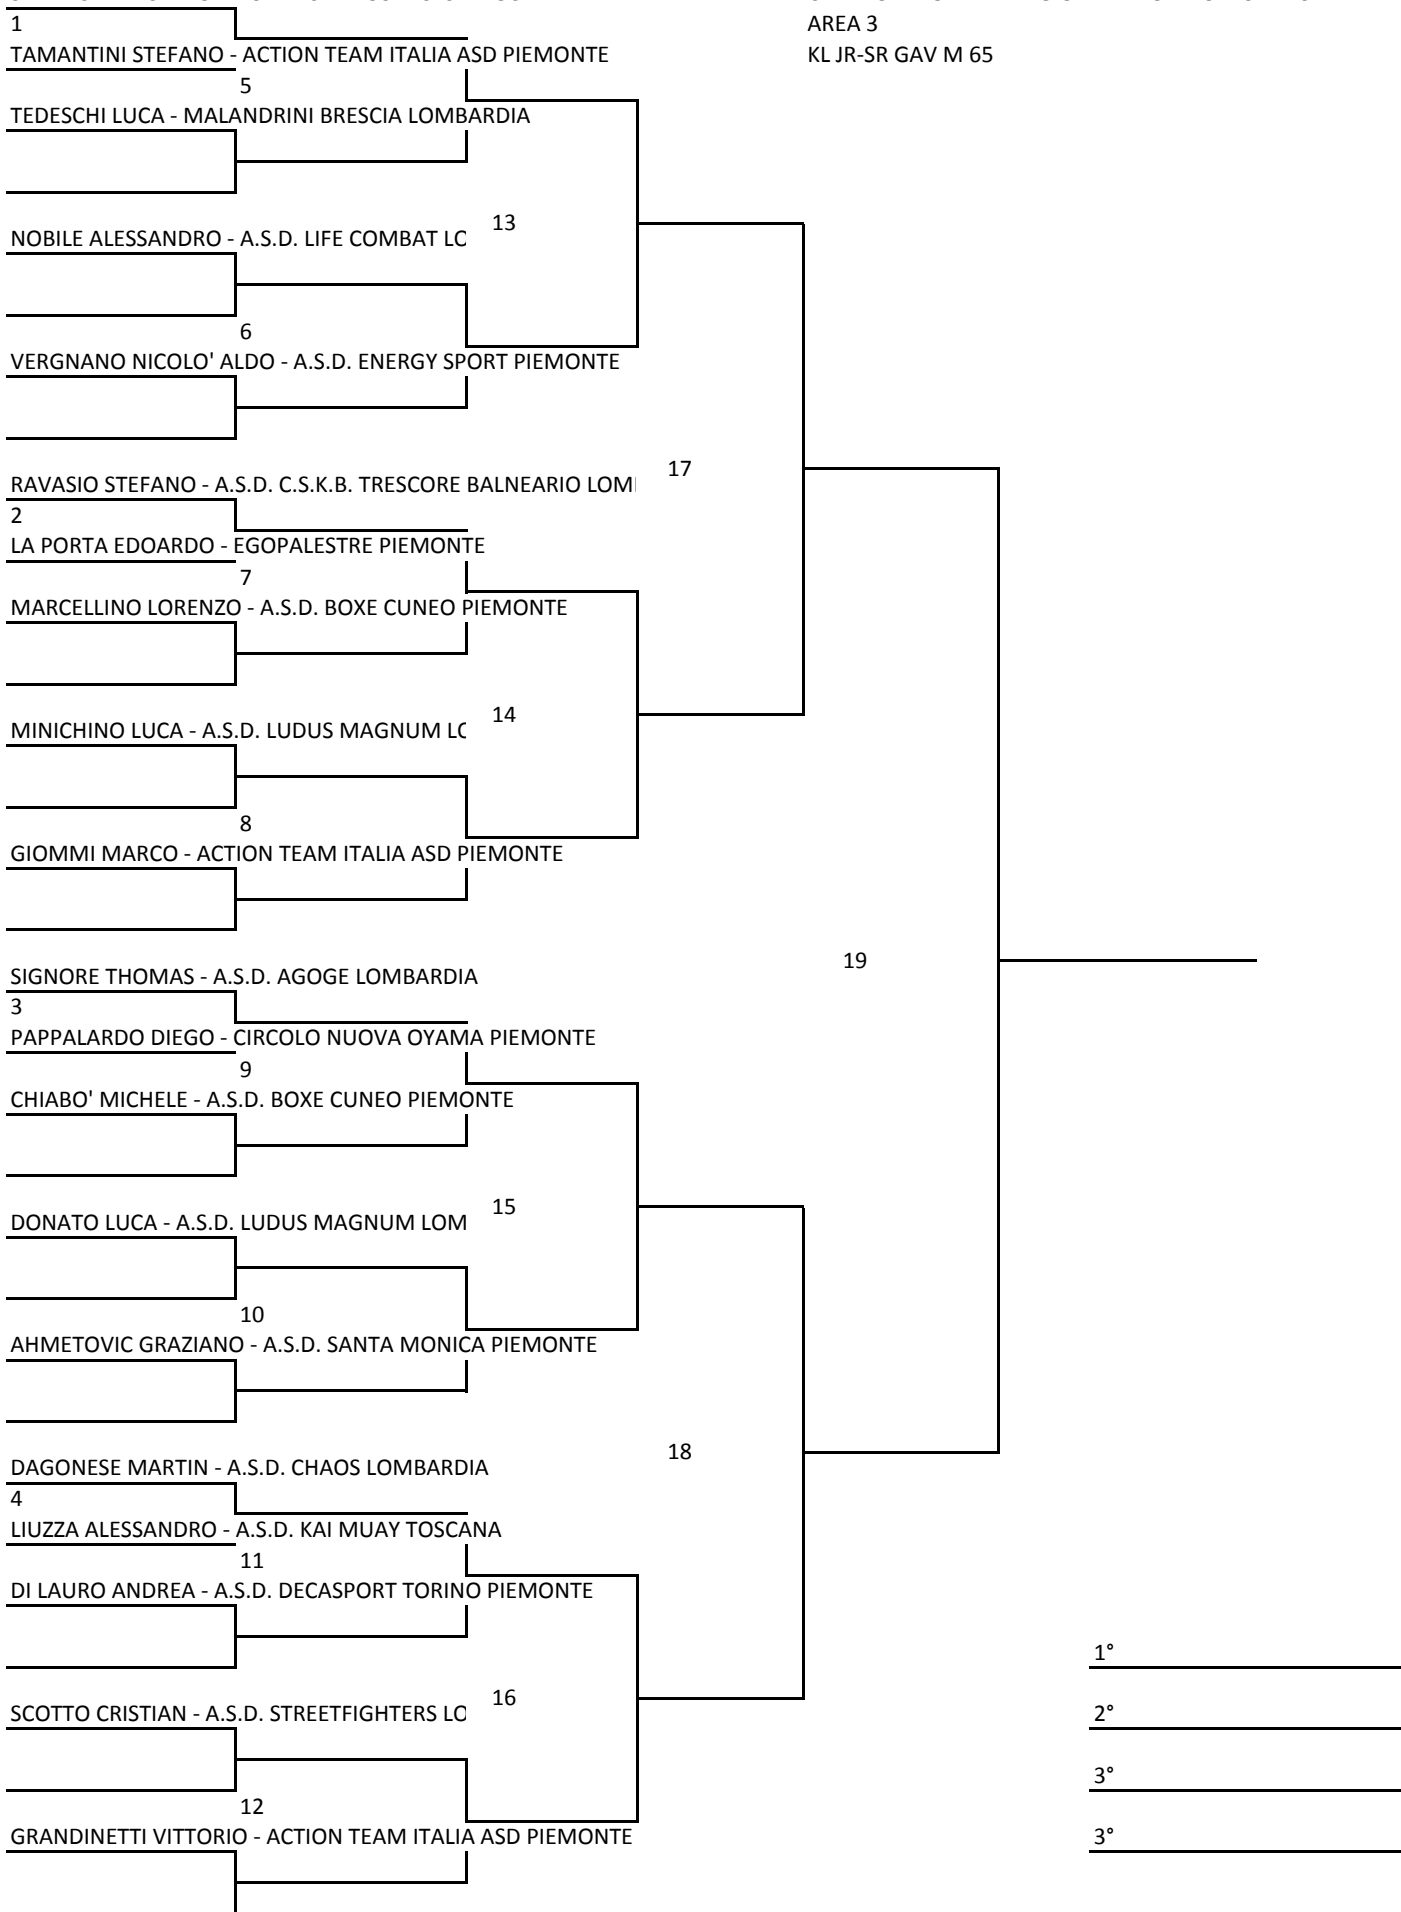 1
AREA 3
TAMANTINI STEFANO - ACTION TEAM ITALIA ASD PIEMONTE
KL JR-SR GAV M 65
5
TEDESCHI LUCA - MALANDRINI BRESCIA LOMBARDIA
13
NOBILE ALESSANDRO - A.S.D. LIFE COMBAT LO
6
VERGNANO NICOLO' ALDO - A.S.D. ENERGY SPORT PIEMONTE
17
RAVASIO STEFANO - A.S.D. C.S.K.B. TRESCORE BALNEARIO LOM
2
LA PORTA EDOARDO - EGOPALESTRE PIEMONTE
7
MARCELLINO LORENZO - A.S.D. BOXE CUNEO PIEMONTE
14
MINICHINO LUCA - A.S.D. LUDUS MAGNUM LO
8
GIOMMI MARCO - ACTION TEAM ITALIA ASD PIEMONTE
19
SIGNORE THOMAS - A.S.D. AGOGE LOMBARDIA
3
PAPPALARDO DIEGO - CIRCOLO NUOVA OYAMA PIEMONTE
9
CHIABO' MICHELE - A.S.D. BOXE CUNEO PIEMONTE
15
DONATO LUCA - A.S.D. LUDUS MAGNUM LOM
10
AHMETOVIC GRAZIANO - A.S.D. SANTA MONICA PIEMONTE
18
DAGONESE MARTIN - A.S.D. CHAOS LOMBARDIA
4
LIUZZA ALESSANDRO - A.S.D. KAI MUAY TOSCANA
11
DI LAURO ANDREA - A.S.D. DECASPORT TORINO PIEMONTE
1°
16
SCOTTO CRISTIAN - A.S.D. STREETFIGHTERS LO
2°
3°
12
GRANDINETTI VITTORIO - ACTION TEAM ITALIA ASD PIEMONTE
3°